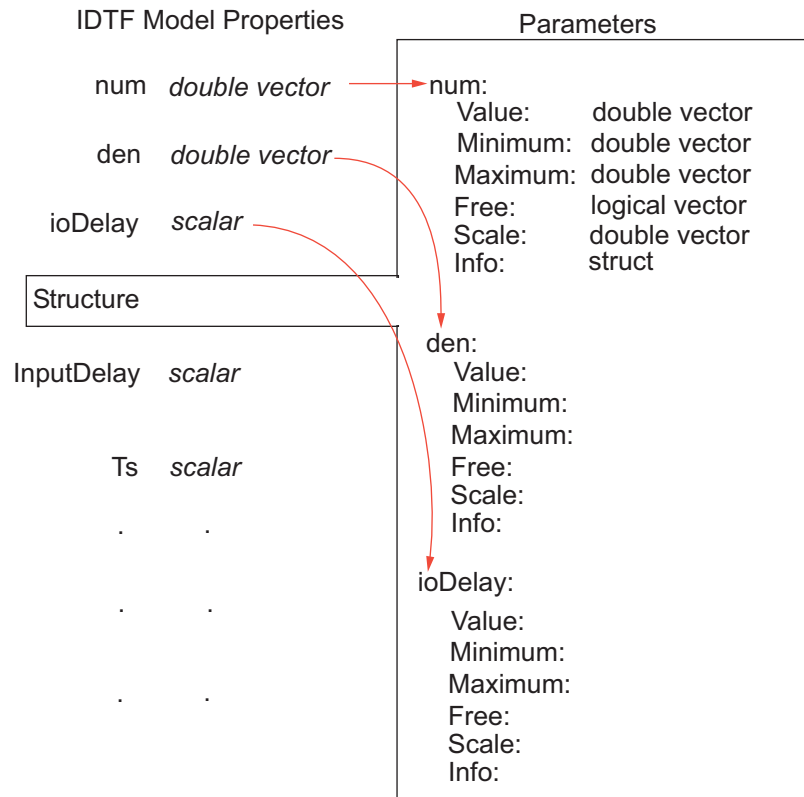 IDTF Model Properties
num double vector
den double vector
ioDelay scalar
Structure
InputDelay scalar
Ts scalar
. .
. .
. .
Parameters
num:
Value: double vector
Minimum: double vector
Maximum: double vector
Free: logical vector
Scale: double vector
Info: struct
den:
Value:
Minimum:
Maximum:
Free:
Scale:
Info:
ioDelay:
Value:
Minimum:
Maximum:
Free:
Scale:
Info: